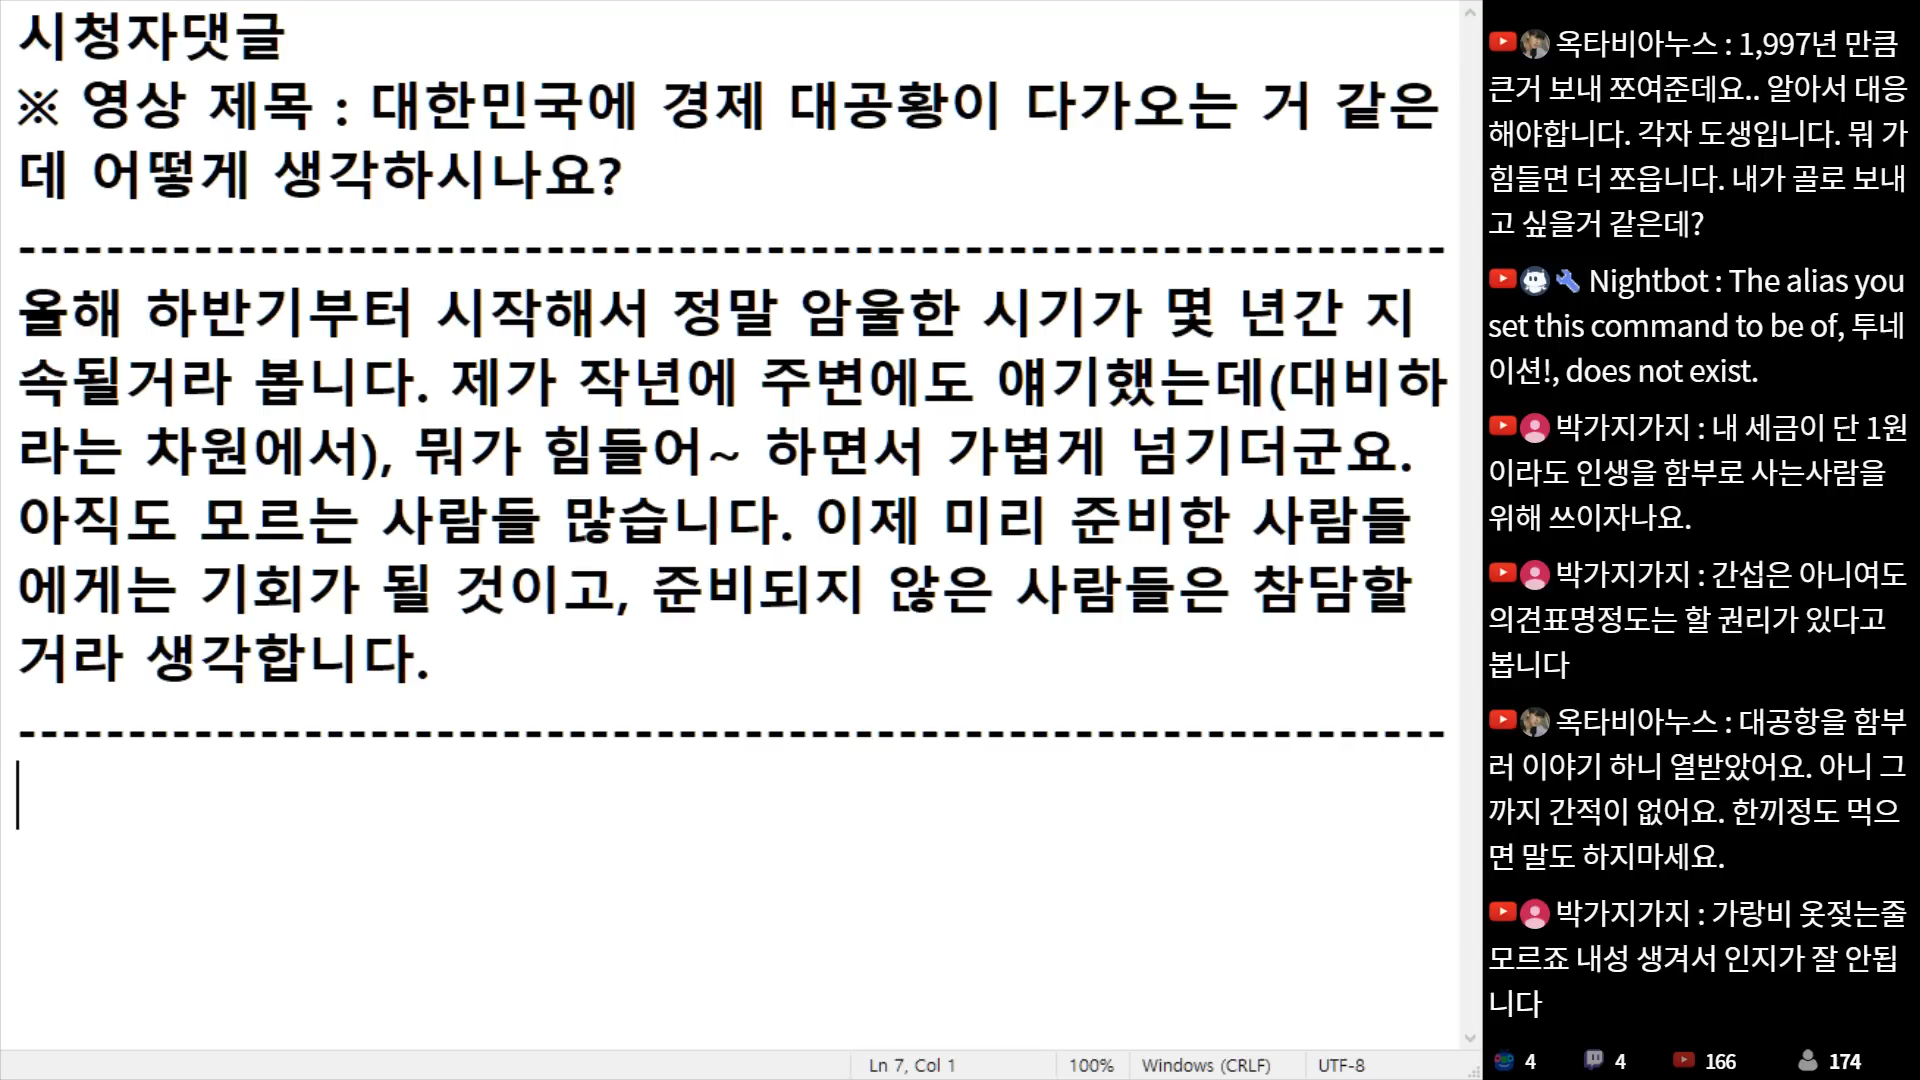 시청자댓글
※ 영상 제목 : 대한민국에 경제 대공황이 다가오는 거 같은
데 어떻게 생각하시나요?
------------------------------------------------------------------
올해 하반기부터 시작해서 정말 암울한 시기가 몇 년간 지
속될거라 봅니다. 제가 작년에 주변에도 얘기했는데(대비하
라는 차원에서), 뭐가 힘들어~ 하면서 가볍게 넘기더군요.
아직도 모르는 사람들 많습니다. 이제 미리 준비한 사람들
에게는 기회가 될 것이고, 준비되지 않은 사람들은 참담할
거라 생각합니다.
------------------------------------------------------------------
Ln 7, Col 1
100%
Windows (CRLF)
UTF-8
옥타비아누스 : 1,997년 만큼
큰거 보내 쪼여준데요.. 알아서 대응
해야합니다. 각자 도생입니다. 뭐 가
힘들면 더 쪼읍니다. 내가 골로 보내
고 싶을거 같은데?
Nightbot : The alias you
set this command to be of, 투네
이션!, does not exist.
박가지가지 : 내 세금이 단 1원
이라도 인생을 함부로 사는사람을
위해 쓰이자나요.
박가지가지 : 간섭은 아니여도
의견표명정도는 할 권리가 있다고
봅니다
옥타비아누스 : 대공항을 함부
러 이야기 하니 열받았어요. 아니 그
까지 간적이 없어요. 한끼정도 먹으
면 말도 하지마세요.
박가지가지 : 가랑비 옷젖는줄
모르죠 내성 생겨서 인지가 잘 안됩
니다
4
4
166
174